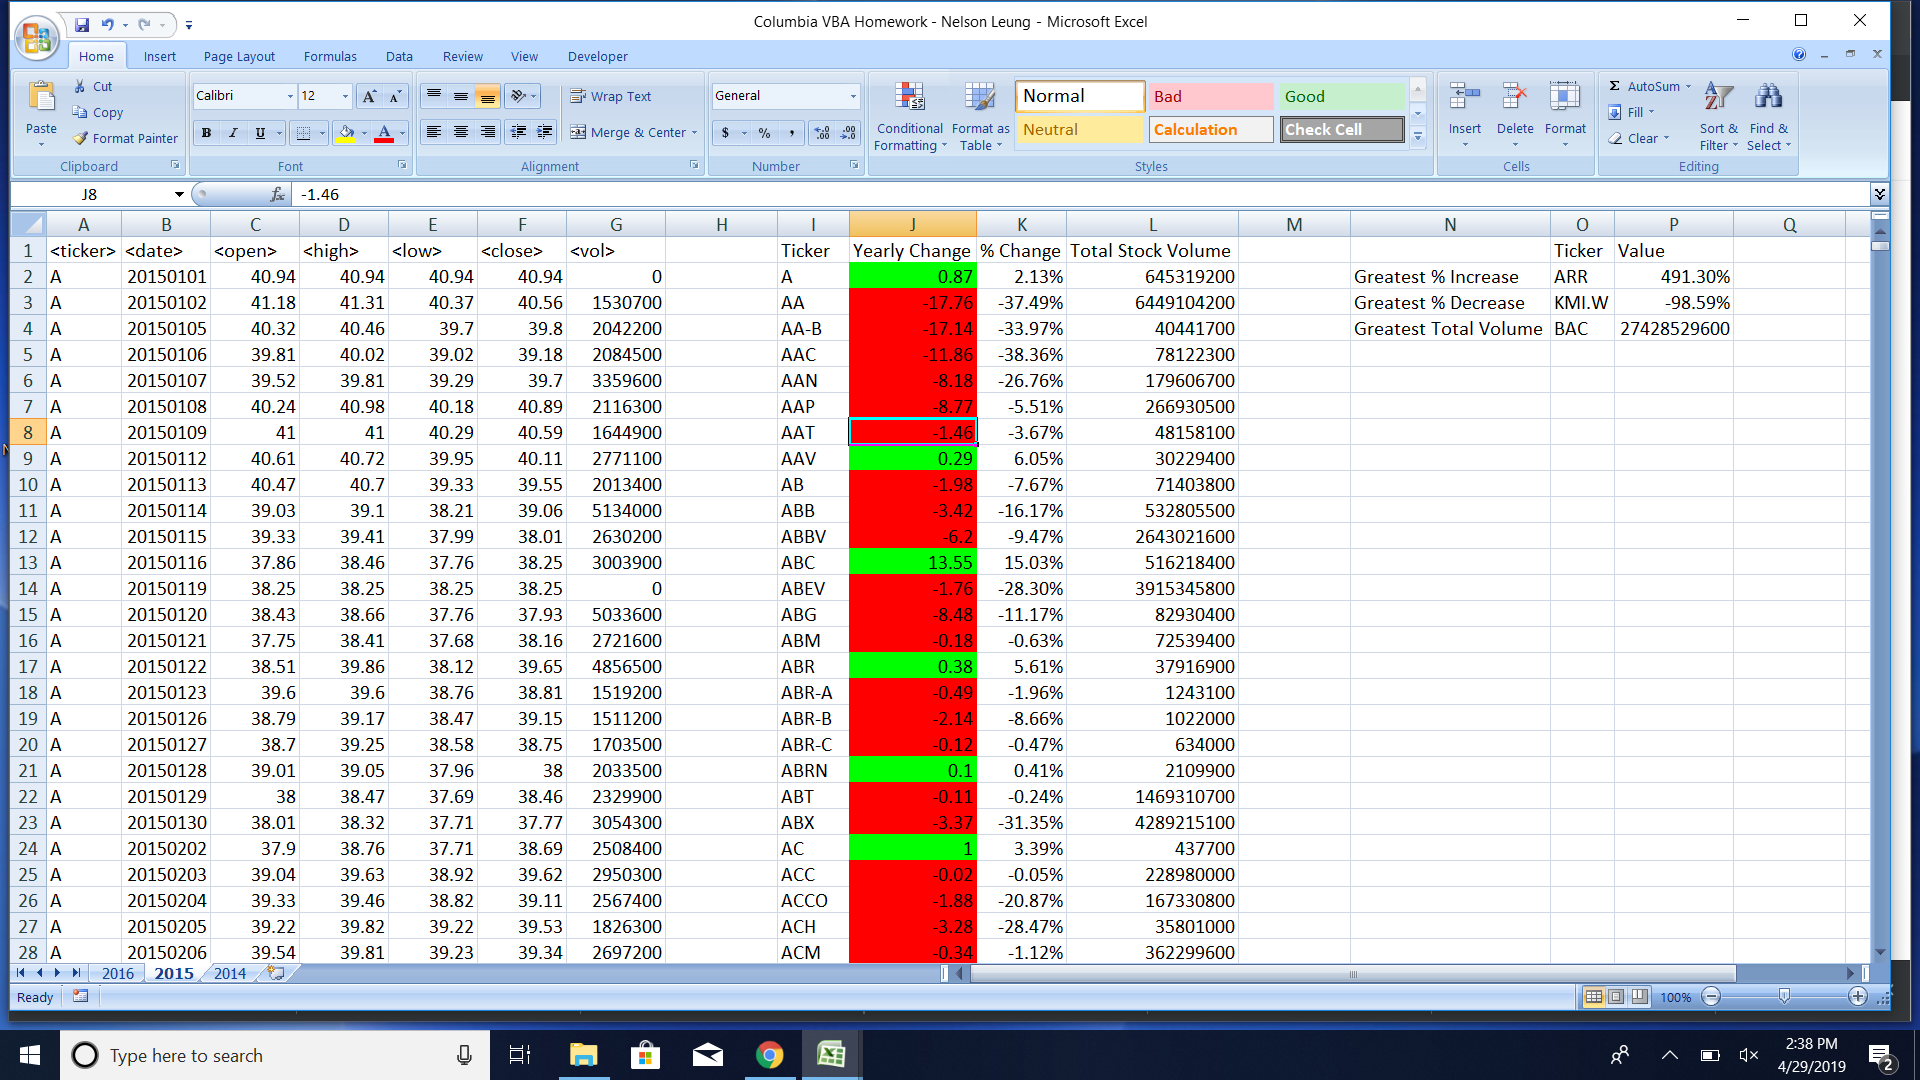 Columbia VBA Homework - Nelson Leung - Microsoft Excel
Home Insert Page Layout Formulas Data Review View Developer
Paste Cut Copy Format Painter Clipboard
Calibri 12 A A B I U A Font
Wrap Text Merge & Center Alignment
General $ % , .00 .00 Number
Conditional Formatting Format as Table Normal Bad Good Neutral Calculation Check Cell Styles
Insert Delete Format Cells
Σ AutoSum Fill Clear Sort & Filter Find & Select Editing
J8 fx -1.46
A B C D E F G H I J K L M N O P Q
1 <ticker> <date> <open> <high> <low> <close> <vol> Ticker Yearly Change % Change Total Stock Volume Ticker Value
2 A 20150101 40.94 40.94 40.94 40.94 0 A 0.87 2.13% 645319200 Greatest % Increase ARR 491.30%
3 A 20150102 41.18 41.31 40.37 40.56 1530700 AA -17.76 -37.49% 6449104200 Greatest % Decrease KMI.W -98.59%
4 A 20150105 40.32 40.46 39.7 39.8 2042200 AA-B -17.14 -33.97% 40441700 Greatest Total Volume BAC 27428529600
5 A 20150106 39.81 40.02 39.02 39.18 2084500 AAC -11.86 -38.36% 78122300
6 A 20150107 39.52 39.81 39.29 39.7 3359600 AAN -8.18 -26.76% 179606700
7 A 20150108 40.24 40.98 40.18 40.89 2116300 AAP -8.77 -5.51% 266930500
8 A 20150109 41 41 40.29 40.59 1644900 AAT -1.46 -3.67% 48158100
9 A 20150112 40.61 40.72 39.95 40.11 2771100 AAV 0.29 6.05% 30229400
10 A 20150113 40.47 40.7 39.33 39.55 2013400 AB -1.98 -7.67% 71403800
11 A 20150114 39.03 39.1 38.21 39.06 5134000 ABB -3.42 -16.17% 532805500
12 A 20150115 39.33 39.41 37.99 38.01 2630200 ABBV -6.2 -9.47% 2643021600
13 A 20150116 37.86 38.46 37.76 38.25 3003900 ABC 13.55 15.03% 516218400
14 A 20150119 38.25 38.25 38.25 38.25 0 ABEV -1.76 -28.30% 3915345800
15 A 20150120 38.43 38.66 37.76 37.93 5033600 ABG -8.48 -11.17% 82930400
16 A 20150121 37.75 38.41 37.68 38.16 2721600 ABM -0.18 -0.63% 72539400
17 A 20150122 38.51 39.86 38.12 39.65 4856500 ABR 0.38 5.61% 37916900
18 A 20150123 39.6 39.6 38.76 38.81 1519200 ABR-A -0.49 -1.96% 1243100
19 A 20150126 38.79 39.17 38.47 39.15 1511200 ABR-B -2.14 -8.66% 1022000
20 A 20150127 38.7 39.25 38.58 38.75 1703500 ABR-C -0.12 -0.47% 634000
21 A 20150128 39.01 39.05 37.96 38 2033500 ABRN 0.1 0.41% 2109900
22 A 20150129 38 38.47 37.69 38.46 2329900 ABT -0.11 -0.24% 1469310700
23 A 20150130 38.01 38.32 37.71 37.77 3054300 ABX -3.37 -31.35% 4289215100
24 A 20150202 37.9 38.76 37.71 38.69 2508400 AC 1 3.39% 437700
25 A 20150203 39.04 39.63 38.92 39.62 2950300 ACC -0.02 -0.05% 228980000
26 A 20150204 39.33 39.46 38.82 39.11 2567400 ACCO -1.88 -20.87% 167330800
27 A 20150205 39.22 39.82 39.22 39.53 1826300 ACH -3.28 -28.47% 35801000
28 A 20150206 39.54 39.81 39.23 39.34 2697200 ACM -0.34 -1.12% 362299600
2016 2015 2014
Ready 100%
Type here to search
2:38 PM
4/29/2019
2